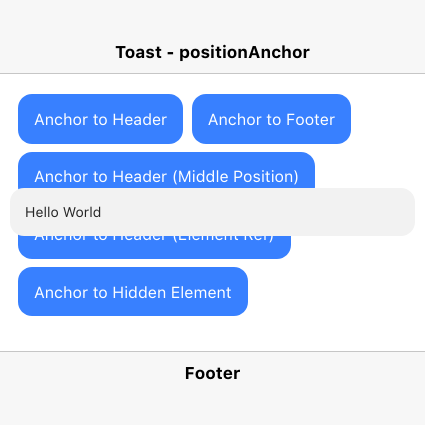 Toast - positionAnchor
Anchor to Header
Anchor to Footer
Anchor to Header (Middle Position)
Hello World
Anchor to Header (Element Ref)
Anchor to Hidden Element
Footer